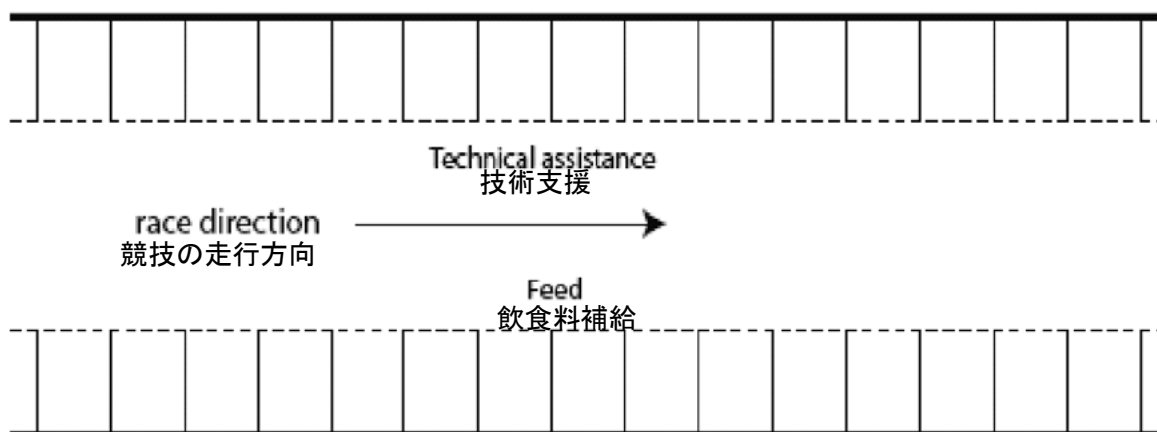 Technical assistance
技術支援
race direction
競技の走行方向
Feed
飲食料補給